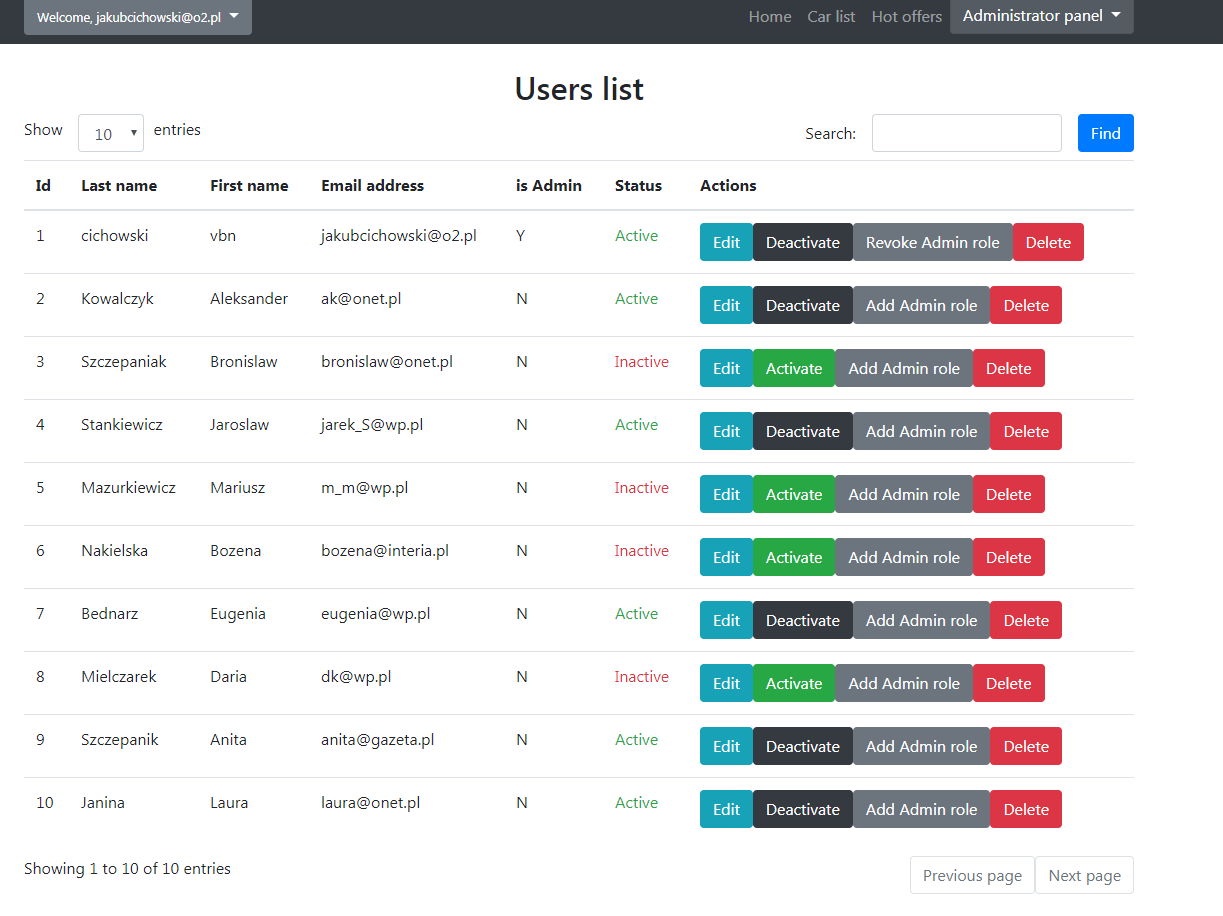 Welcome, jakubcichowski@o2.pl Home Car list Hot offers Administrator panel
Users list
Show 10 entries Search: Find
Id Last name First name Email address is Admin Status Actions
1 cichowski vbn jakubcichowski@o2.pl Y Active Edit Deactivate Revoke Admin role Delete
2 Kowalczyk Aleksander ak@onet.pl N Active Edit Deactivate Add Admin role Delete
3 Szczepaniak Bronislaw bronislaw@onet.pl N Inactive Edit Activate Add Admin role Delete
4 Stankiewicz Jaroslaw jarek_S@wp.pl N Active Edit Deactivate Add Admin role Delete
5 Mazurkiewicz Mariusz m_m@wp.pl N Inactive Edit Activate Add Admin role Delete
6 Nakielska Bozena bozena@interia.pl N Inactive Edit Activate Add Admin role Delete
7 Bednarz Eugenia eugenia@wp.pl N Active Edit Deactivate Add Admin role Delete
8 Mielczarek Daria dk@wp.pl N Inactive Edit Activate Add Admin role Delete
9 Szczepanik Anita anita@gazeta.pl N Active Edit Deactivate Add Admin role Delete
10 Janina Laura laura@onet.pl N Active Edit Deactivate Add Admin role Delete
Showing 1 to 10 of 10 entries Previous page Next page